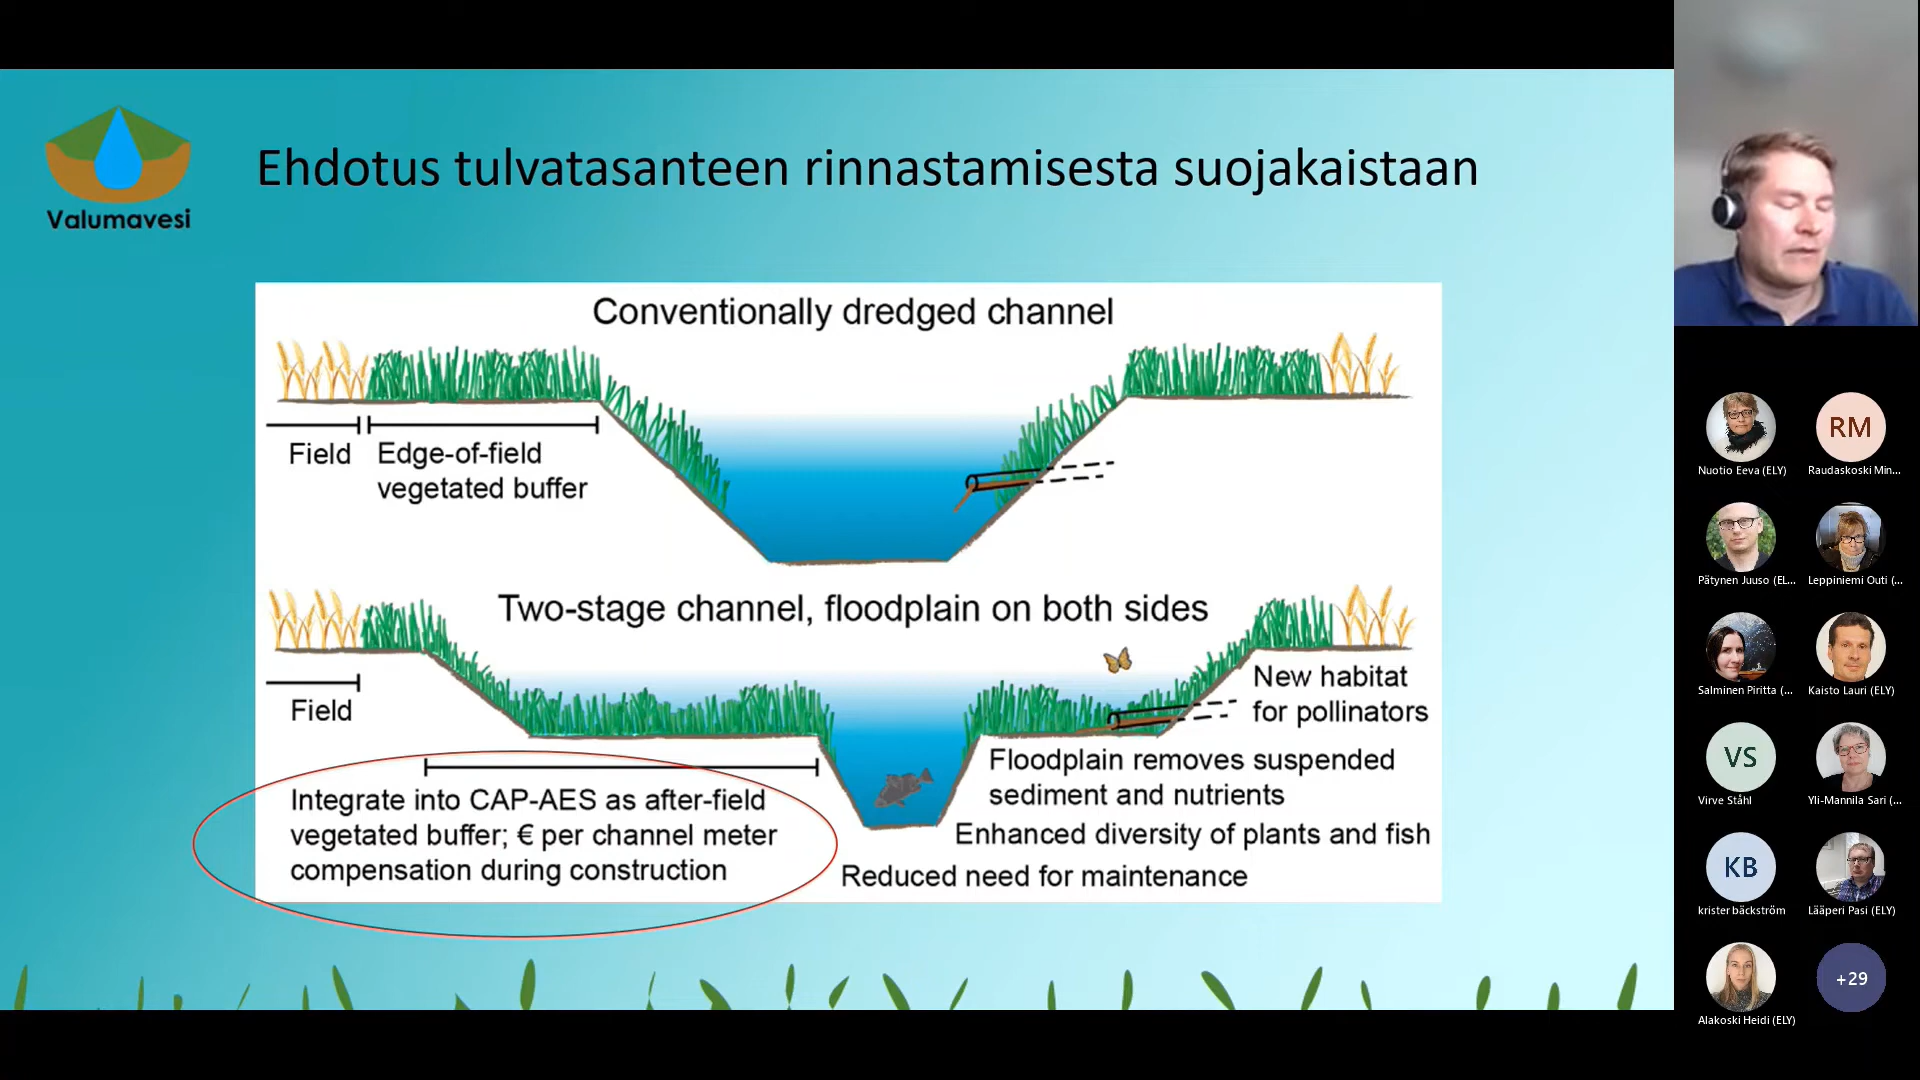 Valumavesi
Ehdotus tulvatasanteen rinnastamisesta suojakaistaan
Conventionally dredged channel
Field
Edge-of-field
vegetated buffer
Two-stage channel, floodplain on both sides
Field
New habitat
for pollinators
Floodplain removes suspended
sediment and nutrients
Enhanced diversity of plants and fish
Reduced need for maintenance
Integrate into CAP-AES as after-field
vegetated buffer; € per channel meter
compensation during construction
Nuotio Eeva (ELY)
RM
Raudaskoski Min...
Pätynen Juuso (EL...
Leppiniemi Outi (...
Salminen Piritta (...
Kaisto Lauri (ELY)
VS
Virve Ståhl
Yli-Mannila Sari (...
KB
krister bäckström
Lääperi Pasi (ELY)
Alakoski Heidi (ELY)
+29